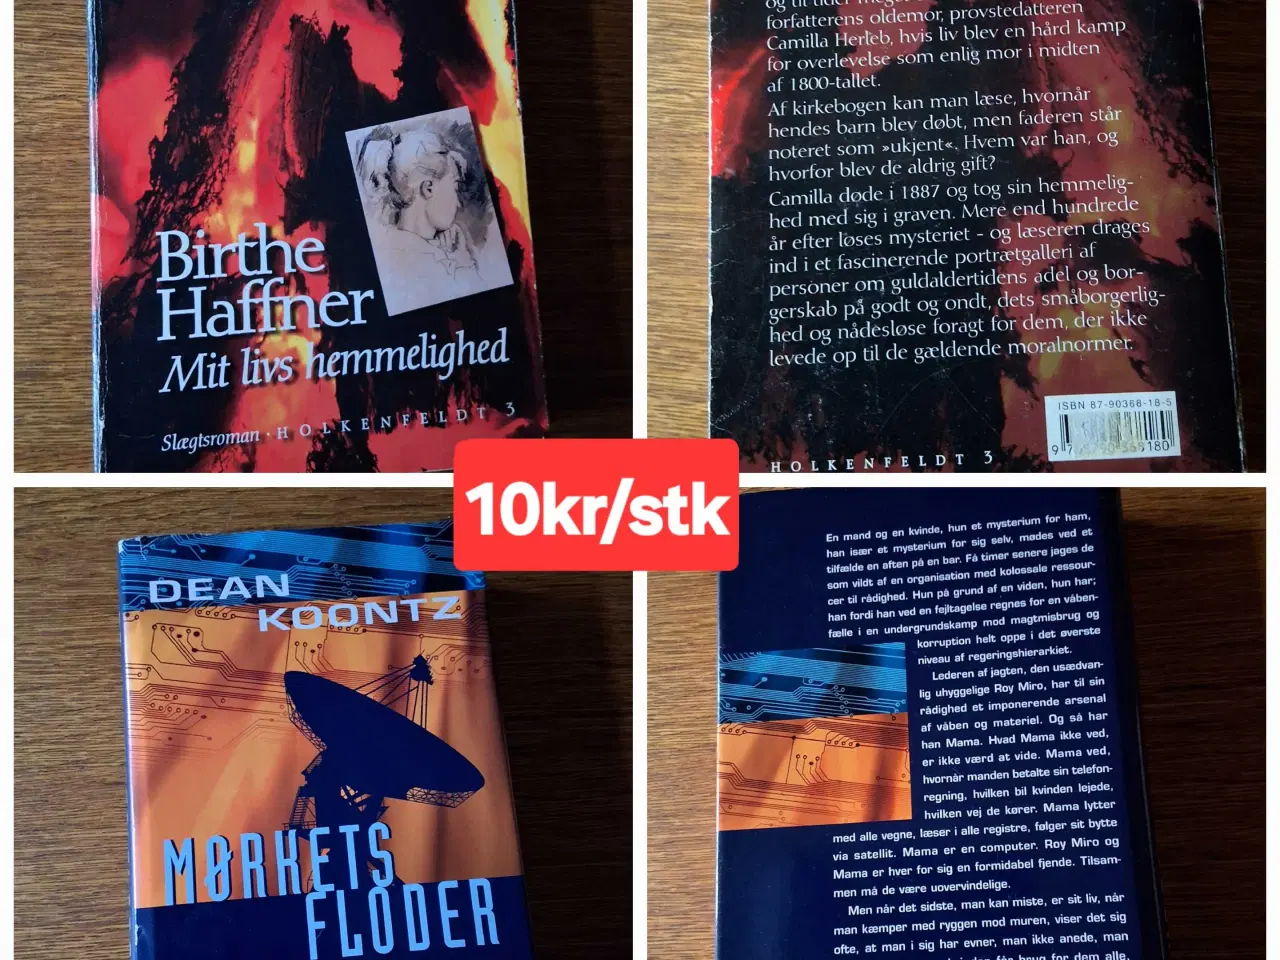 Birthe
Haffner
Mit livs hemmelighed
Slægtsroman · HOLKENFELDT 3
forfatterens oldemor, provstedatteren
Camilla Herleb, hvis liv blev en hård kamp
for overlevelse som enlig mor i midten
af 1800-tallet.
Af kirkebogen kan man læse, hvornår
hendes barn blev døbt, men faderen står
noteret som »ukjent«. Hvem var han, og
hvorfor blev de aldrig gift?
Camilla døde i 1887 og tog sin hemmelig-
hed med sig i graven. Mere end hundrede
år efter løses mysteriet - og læseren drages
ind i et fascinerende portrætgalleri af
personer om guldaldertidens adel og bor-
gerskab på godt og ondt, dets småborgerlig-
hed og nådesløse foragt for dem, der ikke
levede op til de gældende moralnormer.
ISBN 87-90368-18-5
HOLKENFELDT 3
10kr/stk
DEAN
KOONTZ
MØRKETS
FLODER
En mand og en kvinde, hun et mysterium for ham,
han især et mysterium for sig selv, mødes ved et
tilfælde en aften på en bar. Få timer senere jages de
som vildt af en organisation med kolossale ressour-
cer til rådighed. Hun på grund af en viden, hun har;
han fordi han ved en fejltagelse regnes for en våben-
fælle i en undergrundskamp mod magtmisbrug og
korruption helt oppe i det øverste
niveau af regeringshierarkiet.
Lederen af jagten, den usædvan-
lig uhyggelige Roy Miro, har til sin
rådighed et imponerende arsenal
af våben og materiel. Og så har
han Mama. Hvad Mama ikke ved,
er ikke værd at vide. Mama ved,
hvornår manden betalte sin telefon-
regning, hvilken bil kvinden lejede,
hvilken vej de kører. Mama lytter
med alle vegne, læser i alle registre, følger sit bytte
via satellit. Mama er en computer. Roy Miro og
Mama er hver for sig en formidabel fjende. Tilsam-
men må de være uovervindelige.
Men når det sidste, man kan miste, er sit liv, når
man kæmper med ryggen mod muren, viser det sig
ofte, at man i sig har evner, man ikke anede, man
får brug for dem alle,